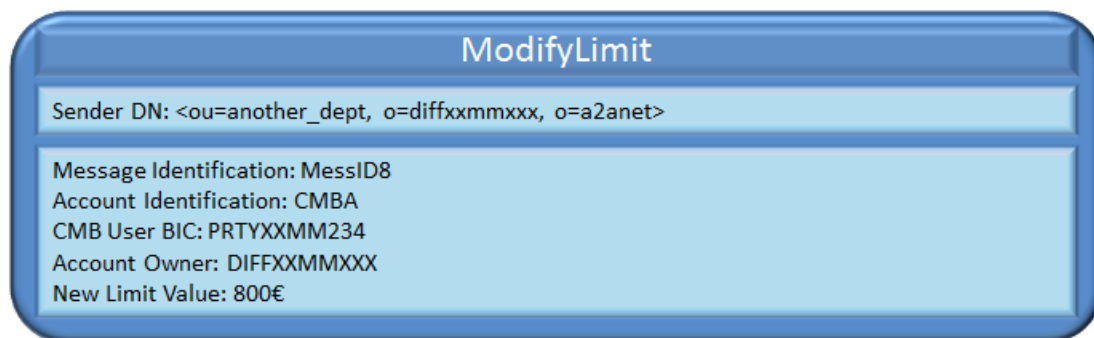 ModifyLimit
Sender DN: <ou=another_dept, o=diffxxmmxxx, o=a2anet>
Message Identification: MessID8
Account Identification: CMBA
CMB User BIC: PRTYXXMM234
Account Owner: DIFFXXMMXXX
New Limit Value: 800€